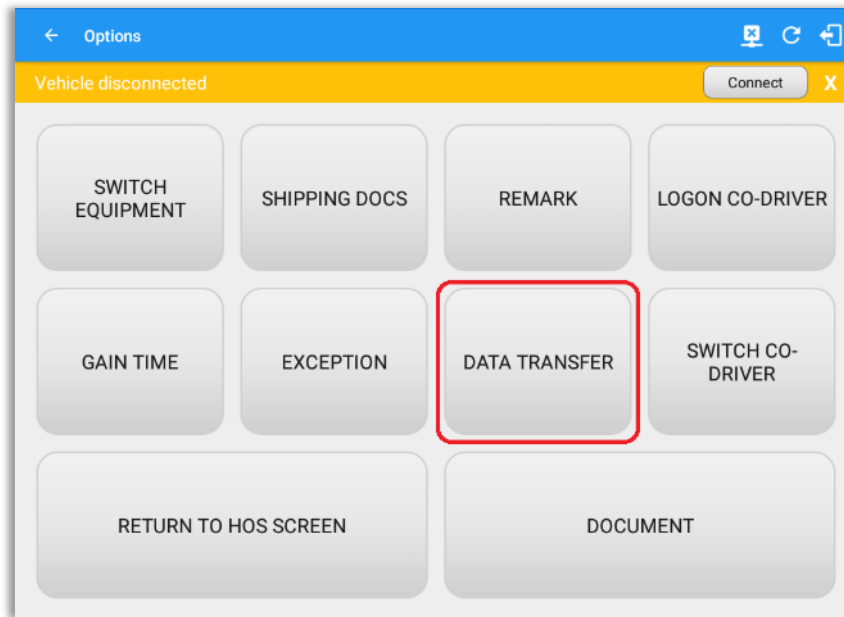 Options
Vehicle disconnected
Connect
X
SWITCH
EQUIPMENT
SHIPPING DOCS
REMARK
LOGON CO-DRIVER
GAIN TIME
EXCEPTION
DATA TRANSFER
SWITCH CO-
DRIVER
RETURN TO HOS SCREEN
DOCUMENT